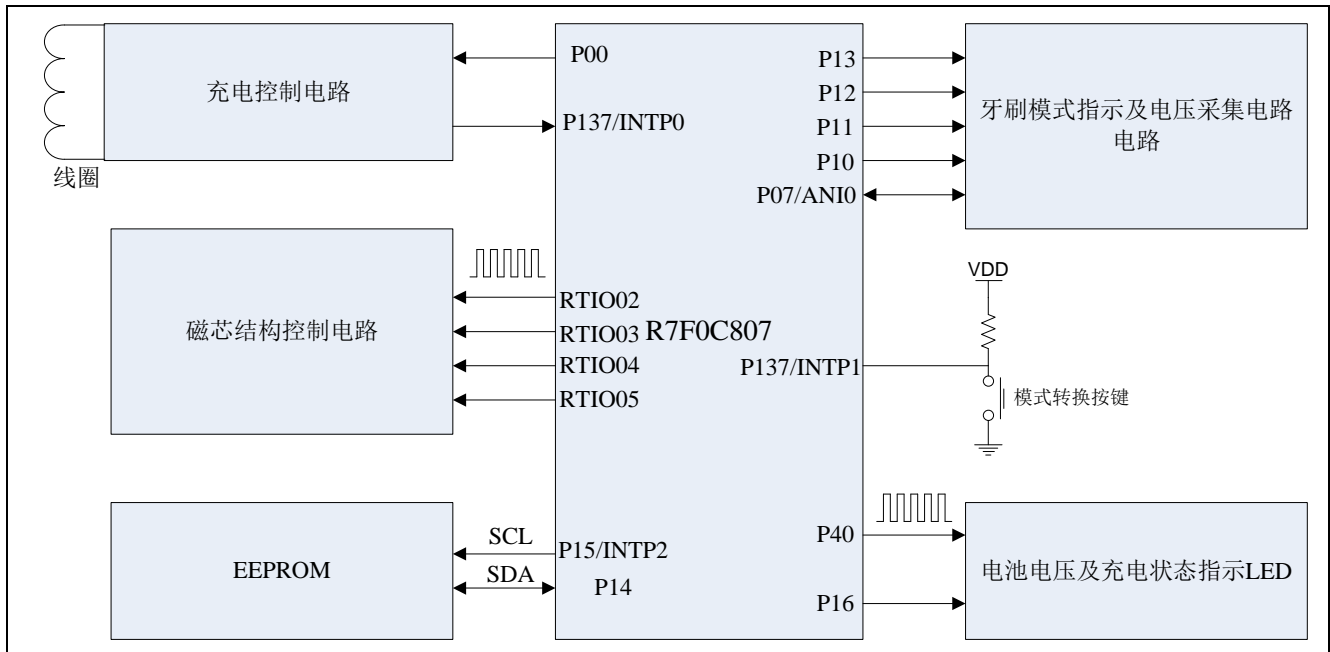 充电控制电路
线圈
P00
P137/INTP0
P13
P12
P11
P10
P07/ANI0
牙刷模式指示及电压采集电路
电路
磁芯结构控制电路
RTIO02
RTIO03
RTIO04
RTIO05
R7F0C807
VDD
P137/INTP1
模式转换按键
EEPROM
SCL
SDA
P15/INTP2
P14
P40
P16
电池电压及充电状态指示LED